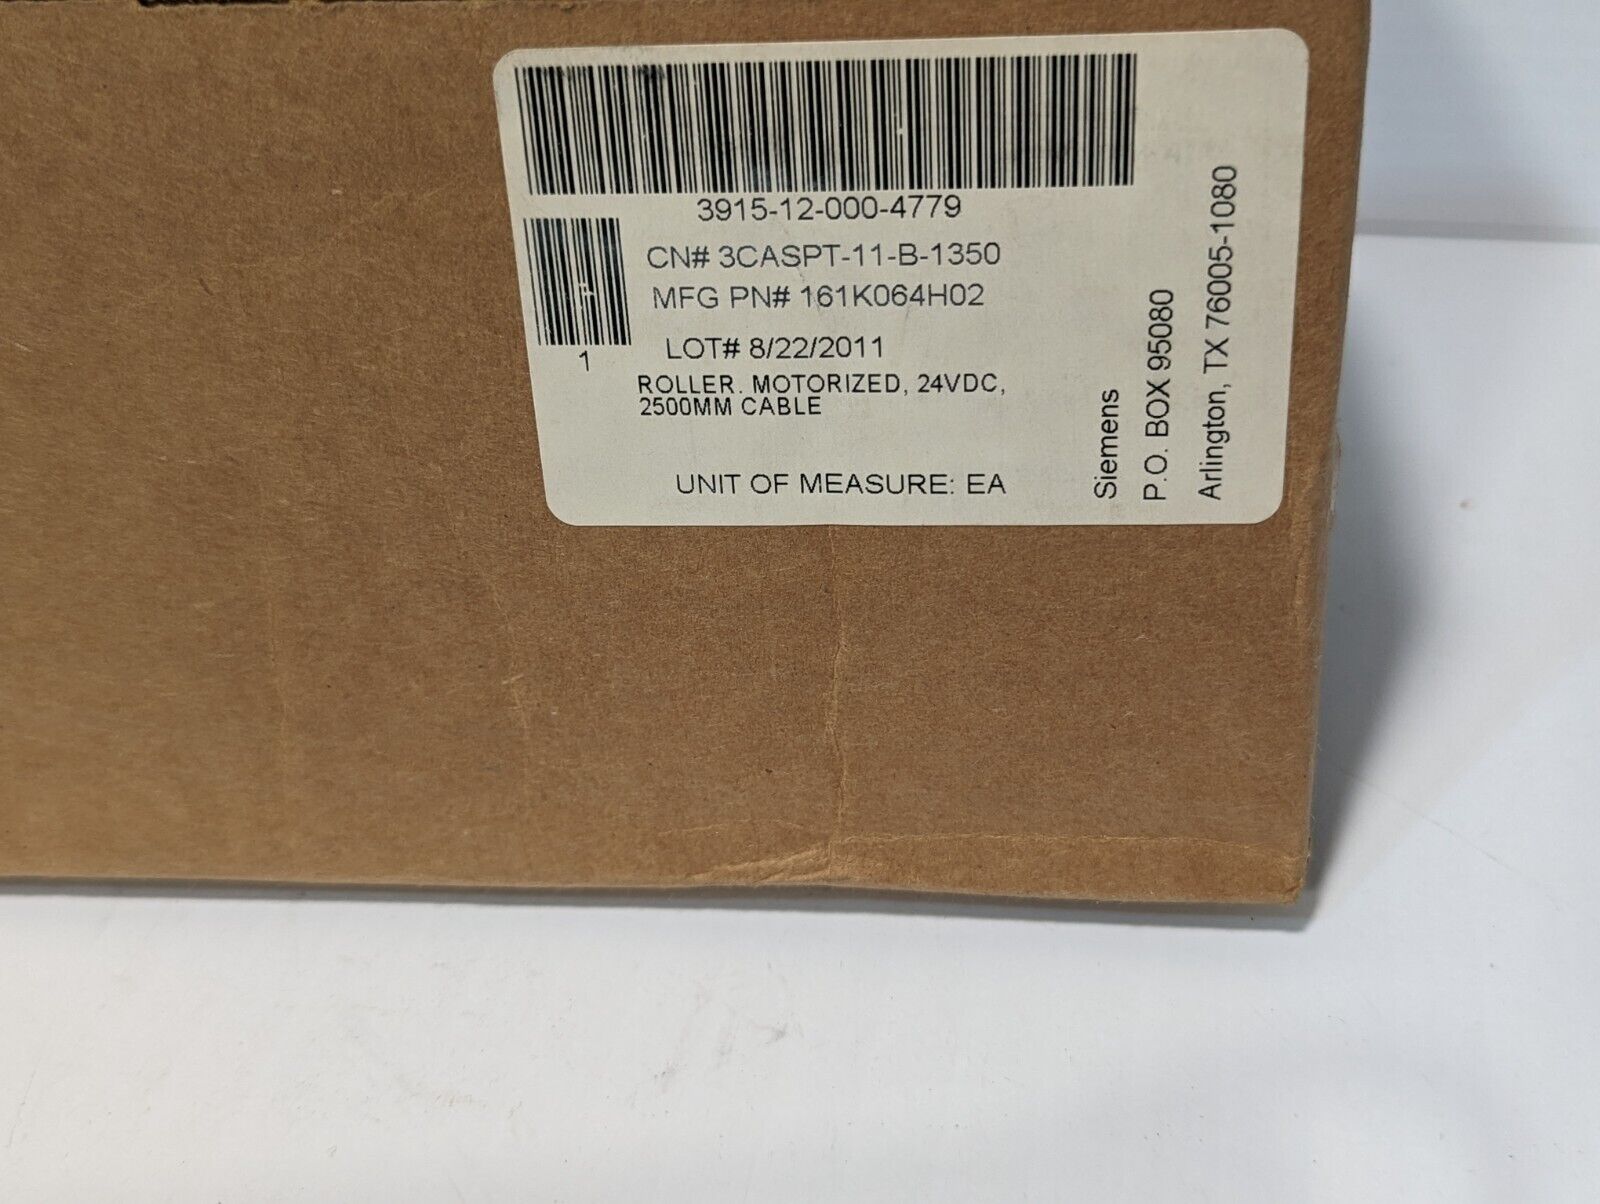 3915-12-000-4779
CN# 3CASPT-11-B-1350
MFG PN# 161K064H02
1
LOT# 8/22/2011
ROLLER. MOTORIZED, 24VDC,
2500MM CABLE
UNIT OF MEASURE: EA
Siemens
P.O. BOX 95080
Arlington, TX 76005-1080